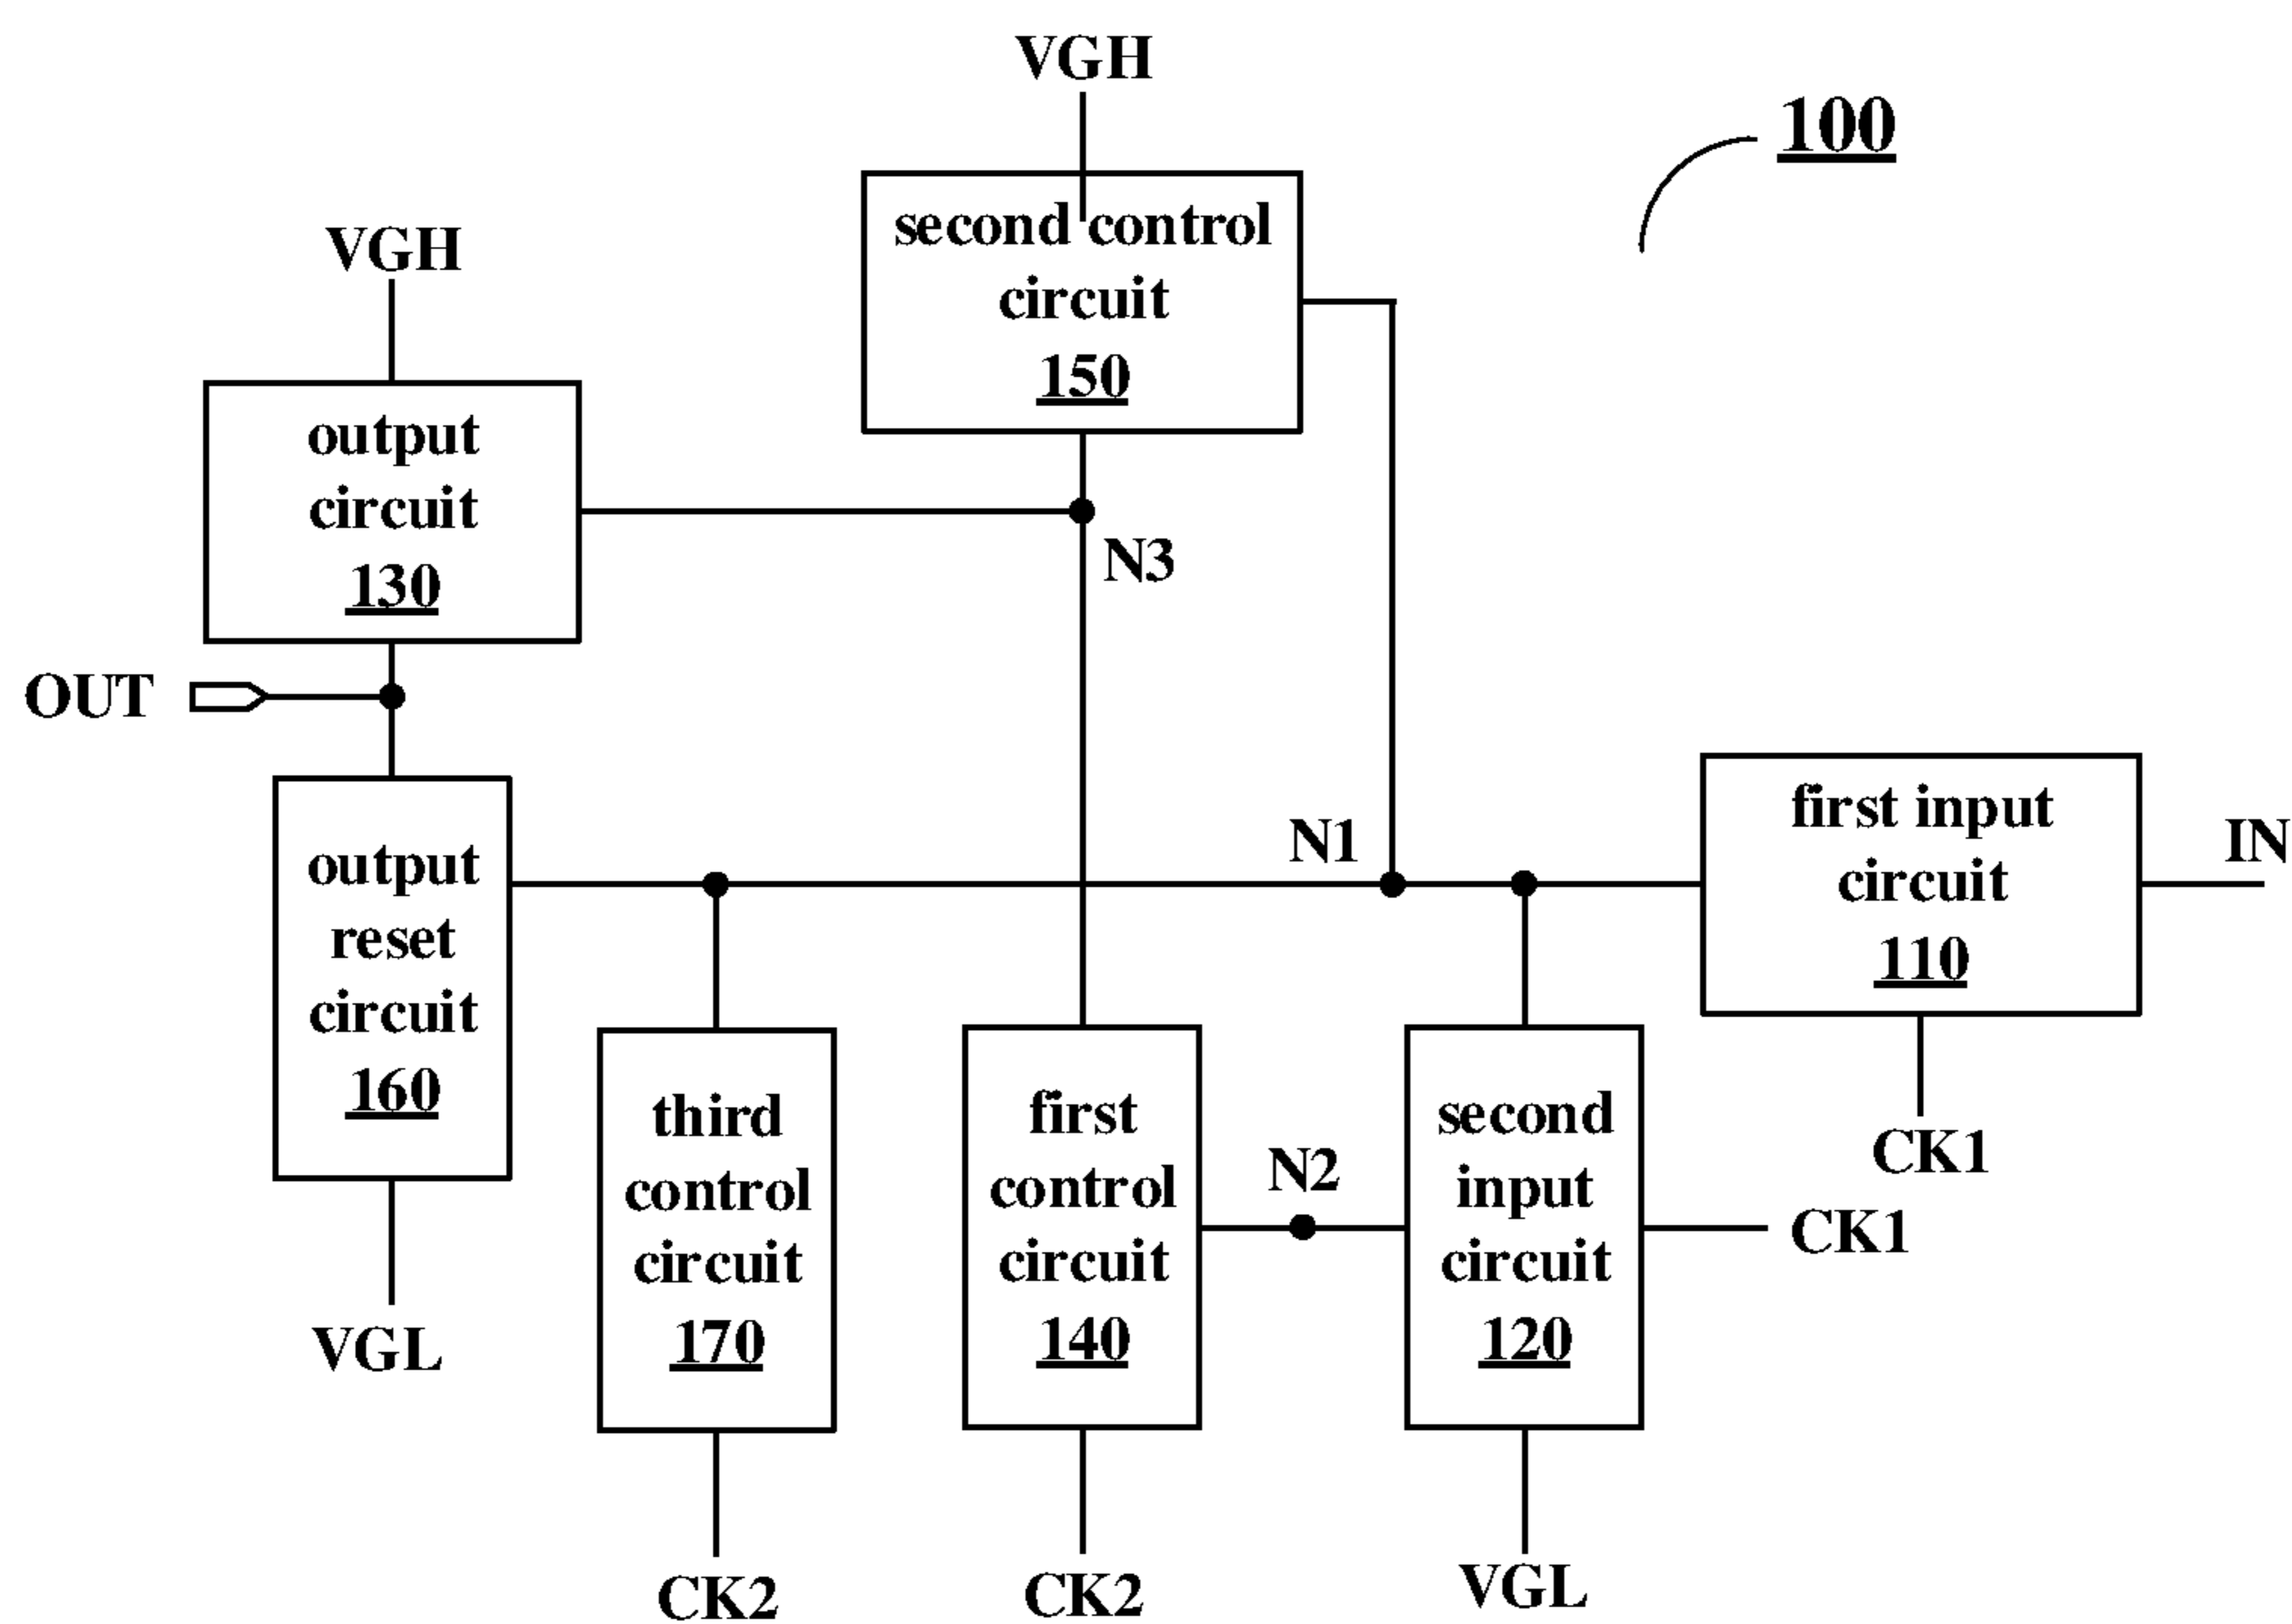 VGH
100
second control
circuit
150
VGH
output
circuit
130
N3
OUT
N1
first input
circuit
110
IN
output
reset
circuit
160
third
control
circuit
170
first
control
circuit
140
N2
second
input
circuit
120
CK1
CK1
VGL
CK2
CK2
VGL